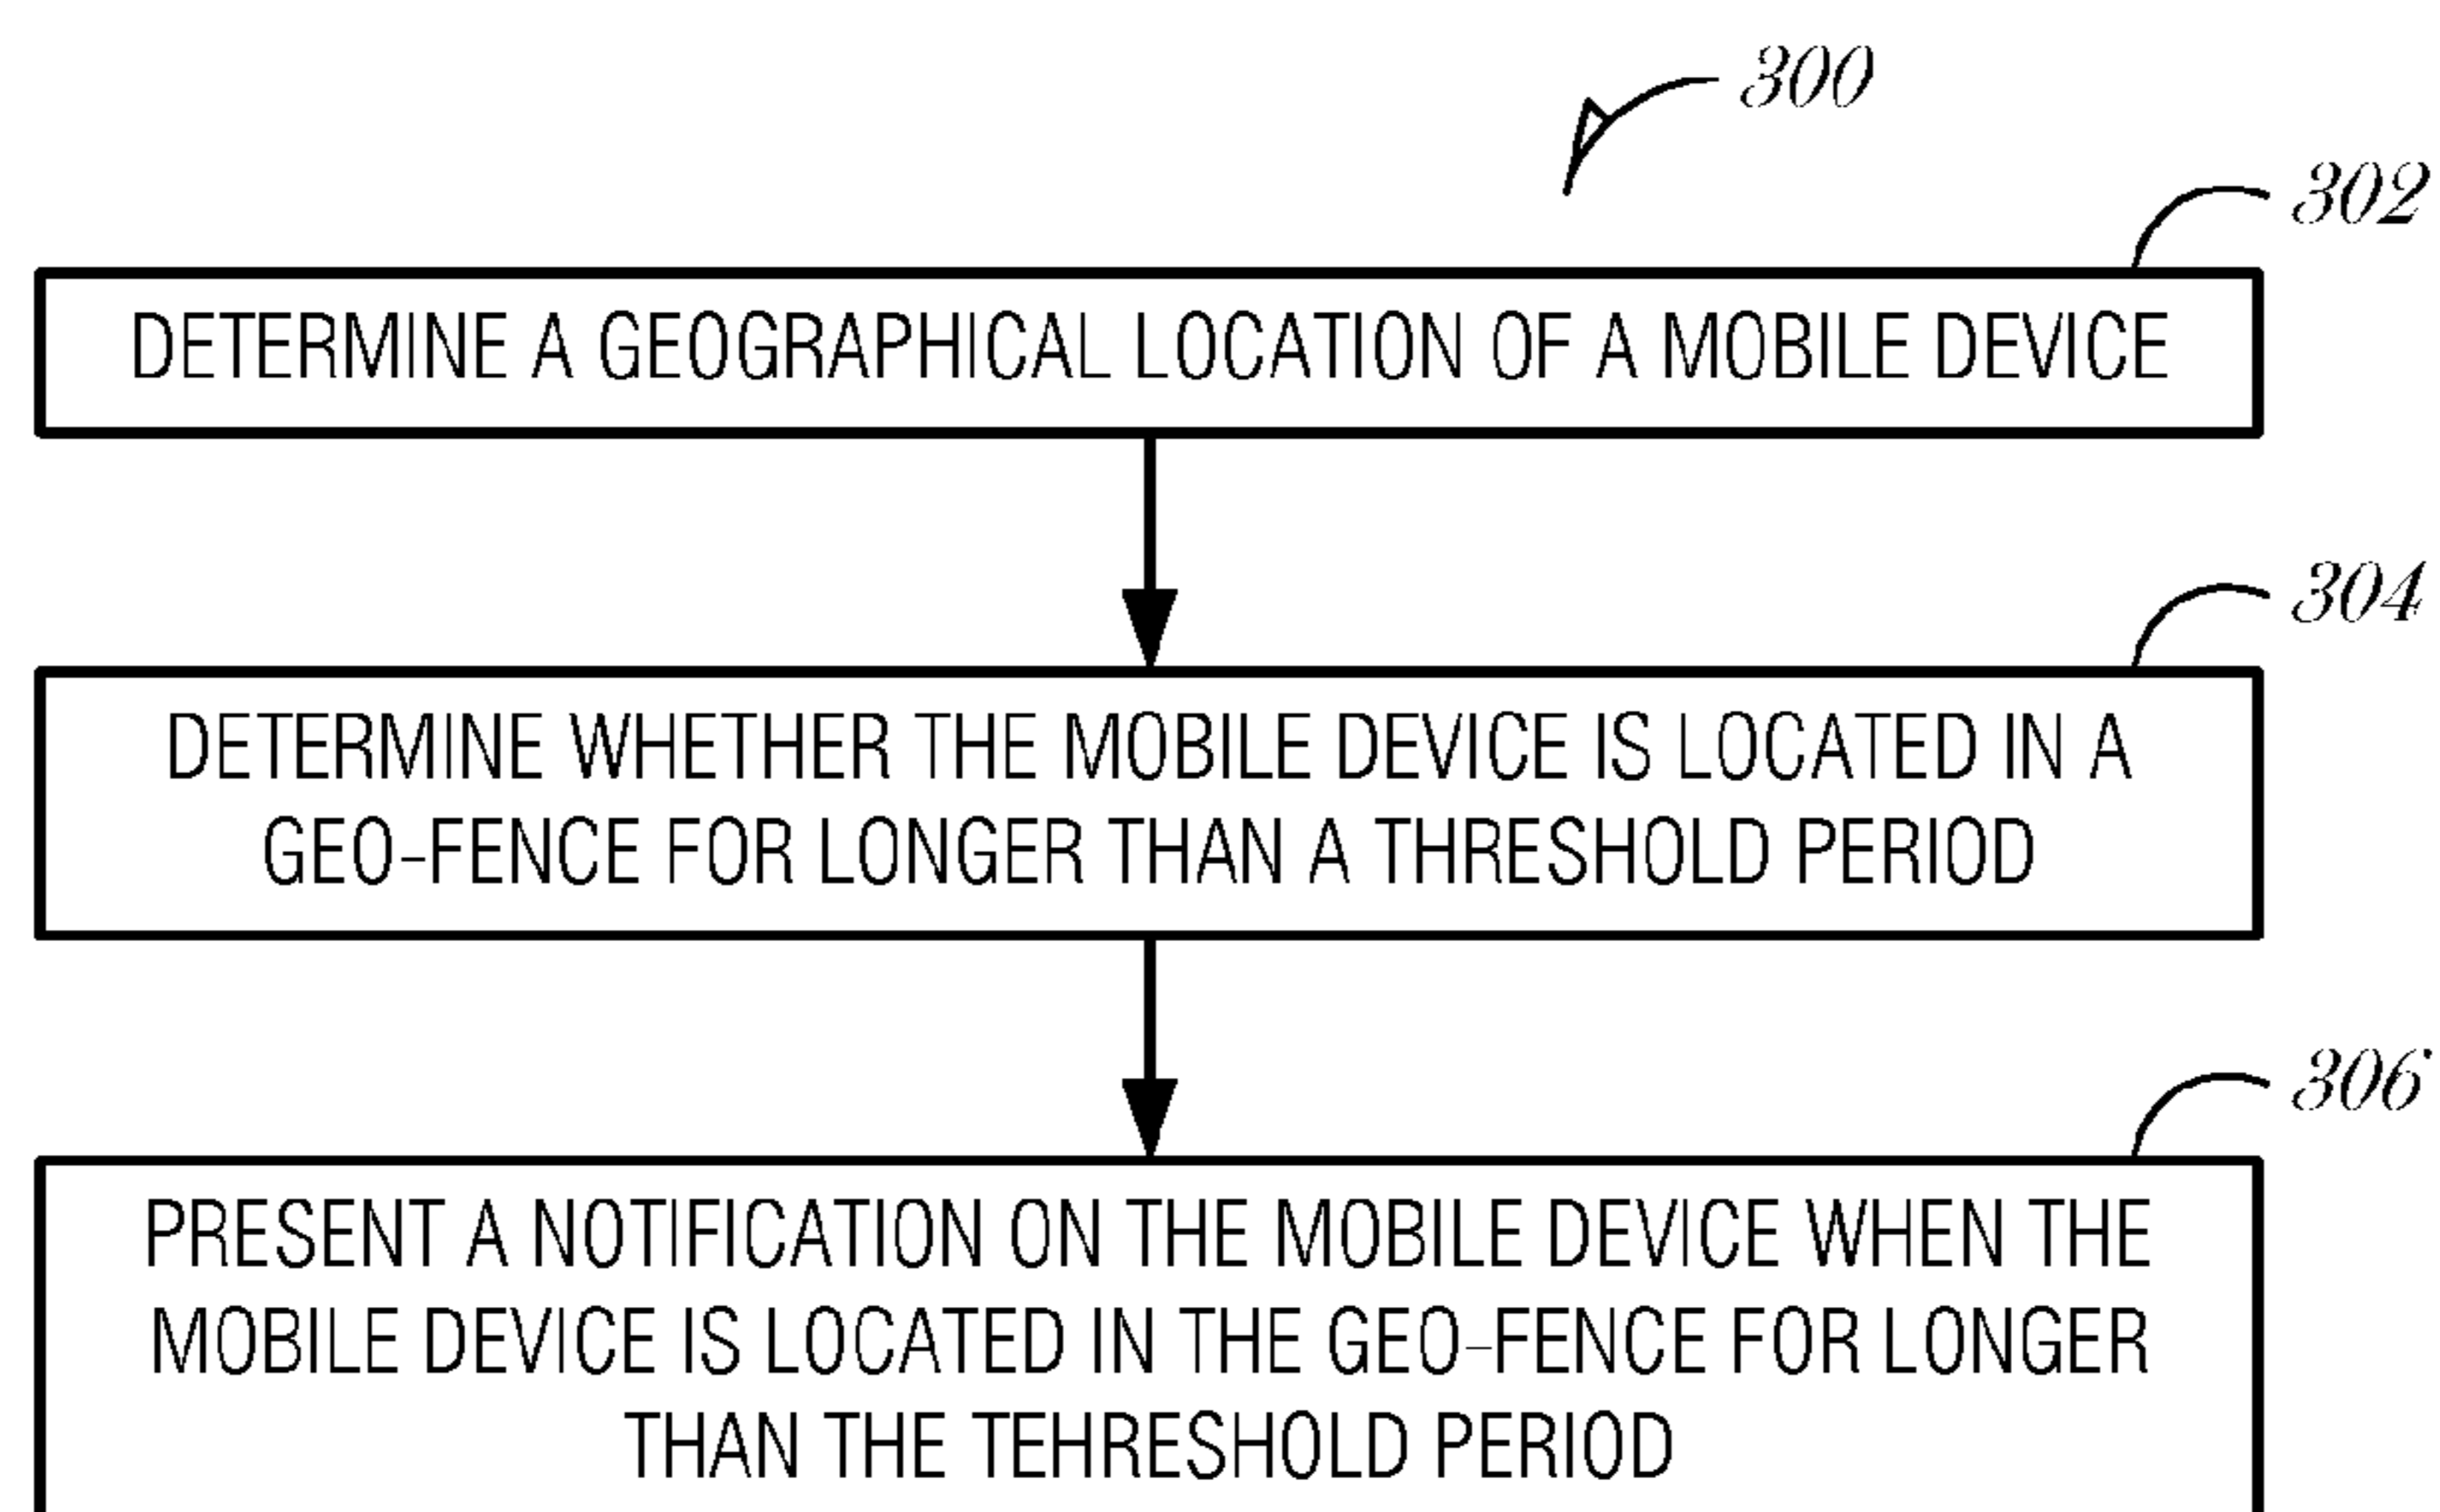 300
302
DETERMINE A GEOGRAPHICAL LOCATION OF A MOBILE DEVICE
304
DETERMINE WHETHER THE MOBILE DEVICE IS LOCATED IN A
GEO-FENCE FOR LONGER THAN A THRESHOLD PERIOD
306
PRESENT A NOTIFICATION ON THE MOBILE DEVICE WHEN THE
MOBILE DEVICE IS LOCATED IN THE GEO-FENCE FOR LONGER
THAN THE TEHRESHOLD PERIOD